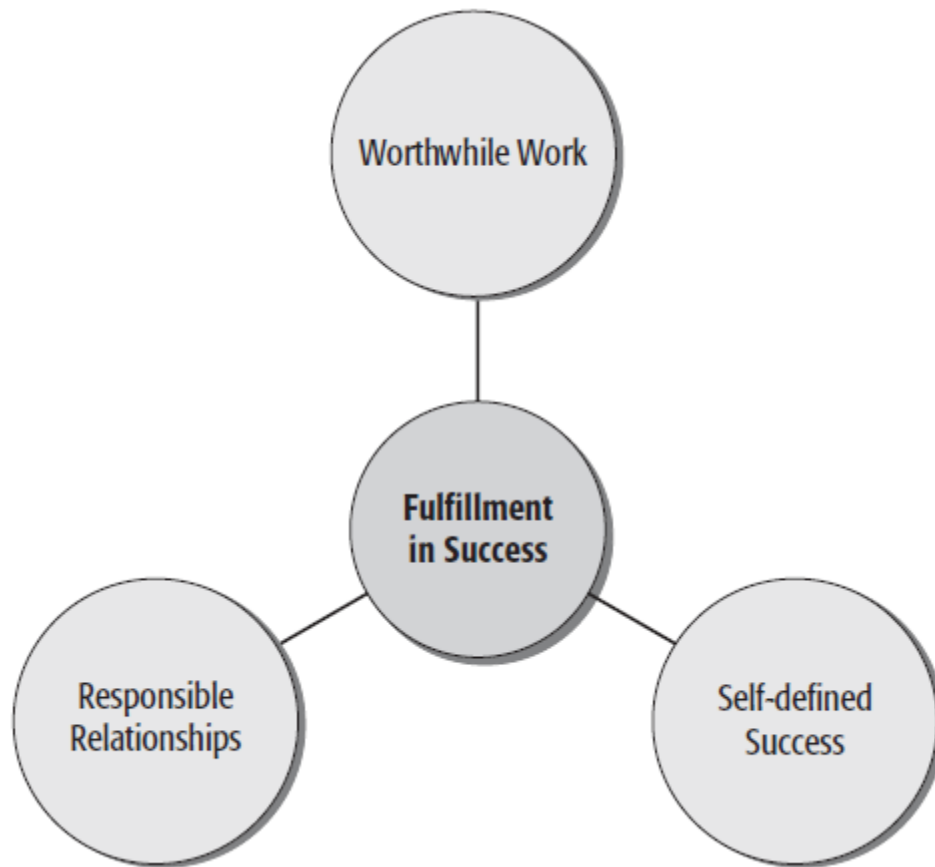 Worthwhile Work
Fulfillment
in Success
Responsible
Relationships
Self-defined
Success